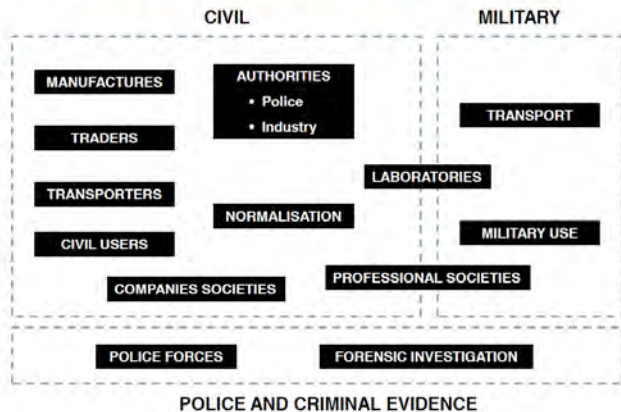 CIVIL
MILITARY
MANUFACTURES
AUTHORITIES
• Police
• Industry
TRADERS
TRANSPORT
LABORATORIES
TRANSPORTERS
NORMALISATION
CIVIL USERS
MILITARY USE
PROFESSIONAL SOCIETIES
COMPANIES SOCIETIES
POLICE FORCES
FORENSIC INVESTIGATION
POLICE AND CRIMINAL EVIDENCE